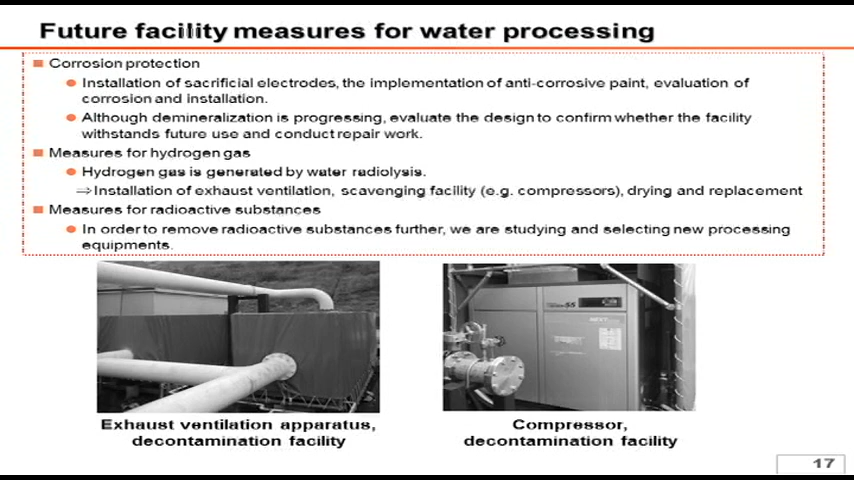 Future facility measures for water processing
Corrosion protection
Installation of sacrificial electrodes, the implementation of anti-corrosive paint, evaluation of
corrosion and installation.
Although demineralization is progressing, evaluate the design to confirm whether the facility
withstands future use and conduct repair work.
Measures for hydrogen gas
Hydrogen gas is generated by water radiolysis.
⇒Installation of exhaust ventilation, scavenging facility (e.g. compressors), drying and replacement
Measures for radioactive substances
In order to remove radioactive substances further, we are studying and selecting new processing
equipments.
55
NEXT
Exhaust ventilation apparatus,
decontamination facility
Compressor,
decontamination facility
17